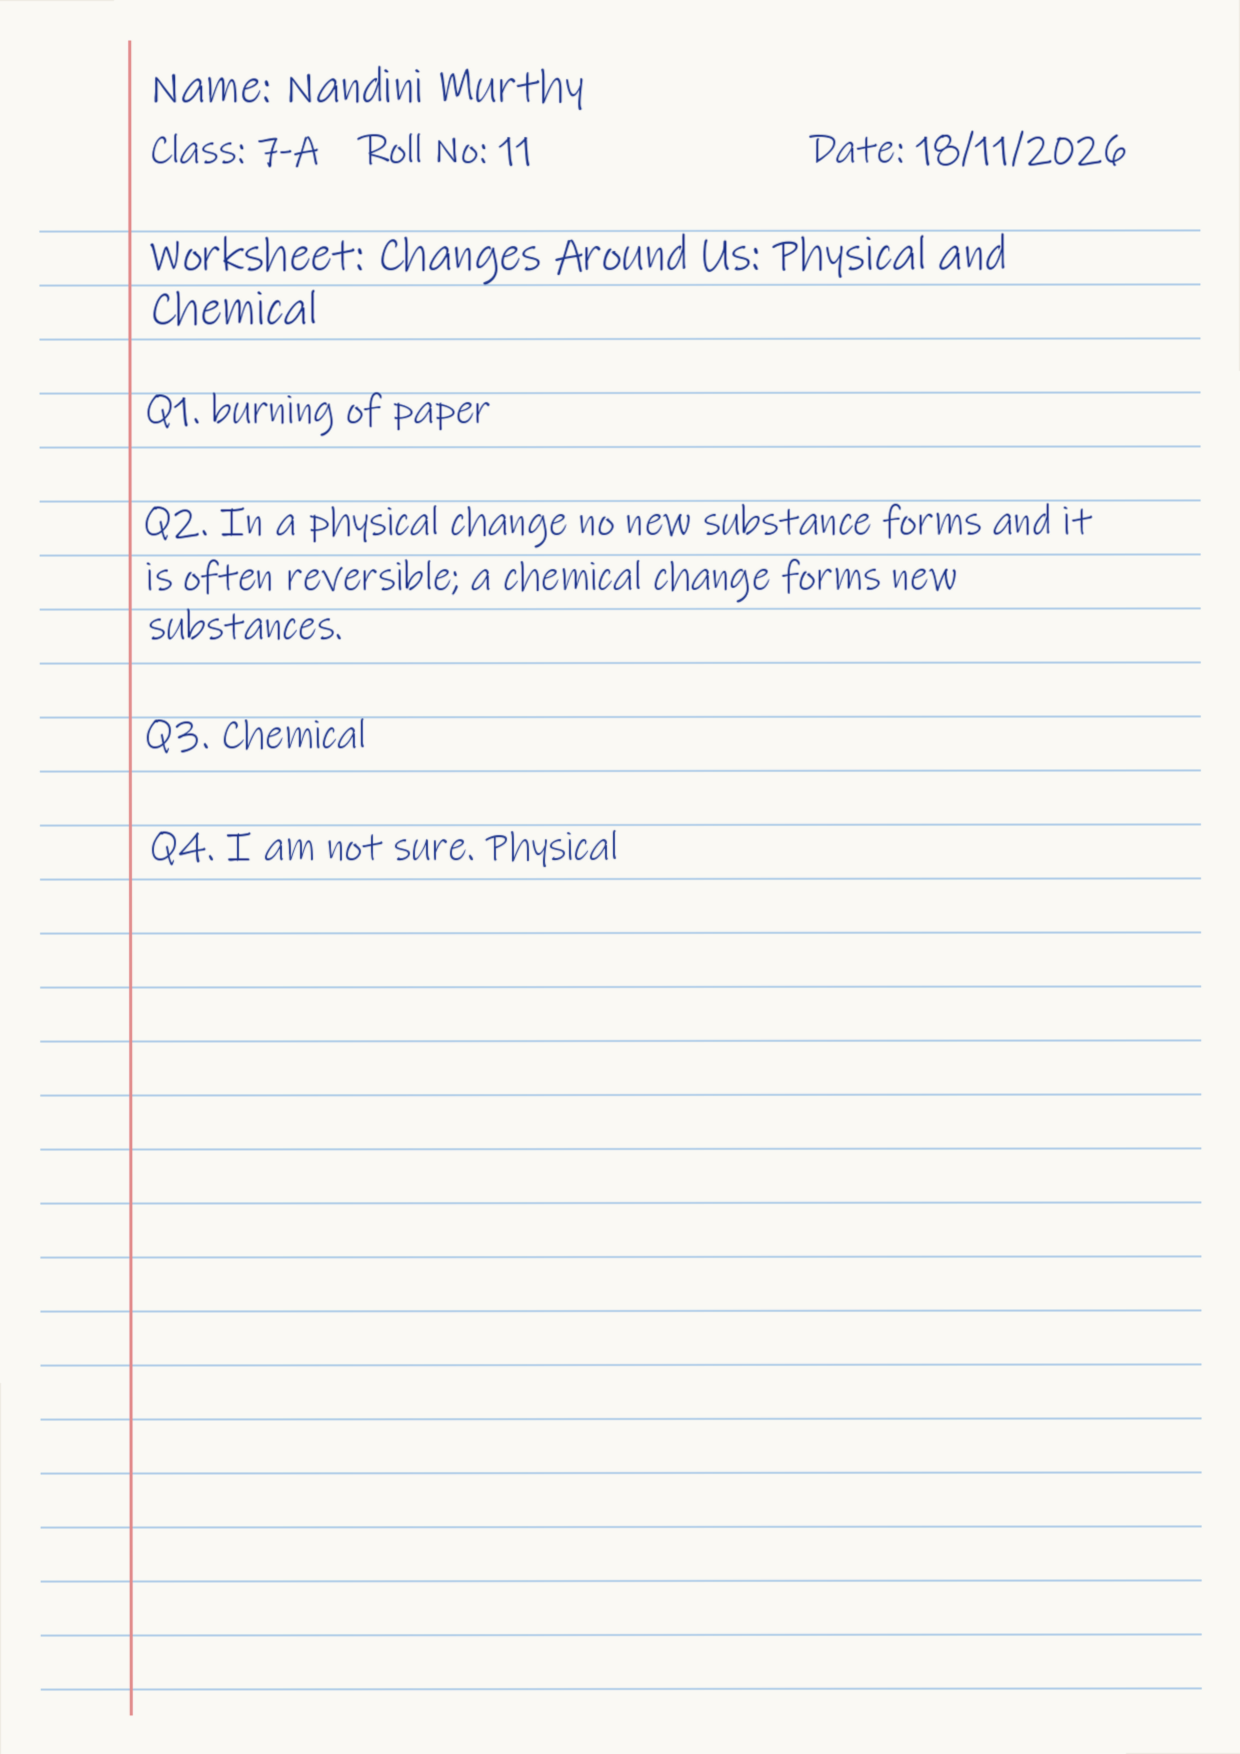 Name: Nandini Murthy
Class: 7-A Roll No: 11 Date: 18/11/2026
Worksheet: Changes Around Us: Physical and
Chemical
Q1. burning of paper
Q2. In a physical change no new substance forms and it
is often reversible; a chemical change forms new
substances.
Q3. Chemical
Q4. I am not sure. Physical